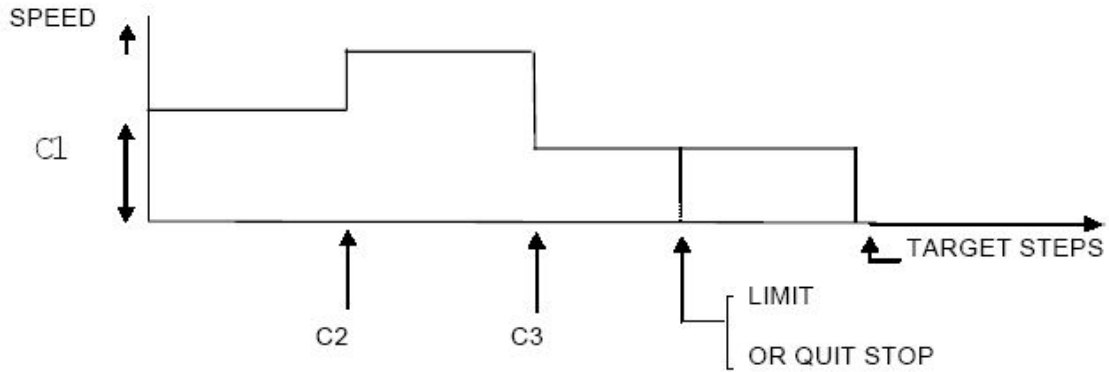 SPEED
C1
TARGET STEPS
LIMIT
C2
C3
OR QUIT STOP